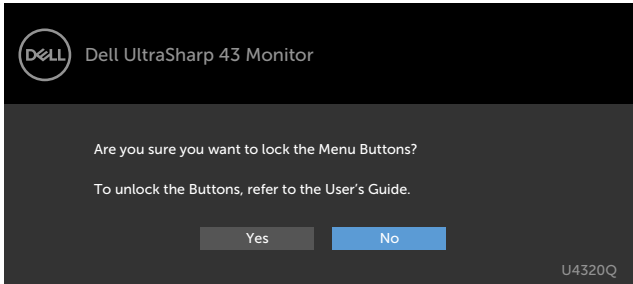 DELL
Dell UltraSharp 43 Monitor
Are you sure you want to lock the Menu Buttons?
To unlock the Buttons, refer to the User's Guide.
Yes No
U4320Q